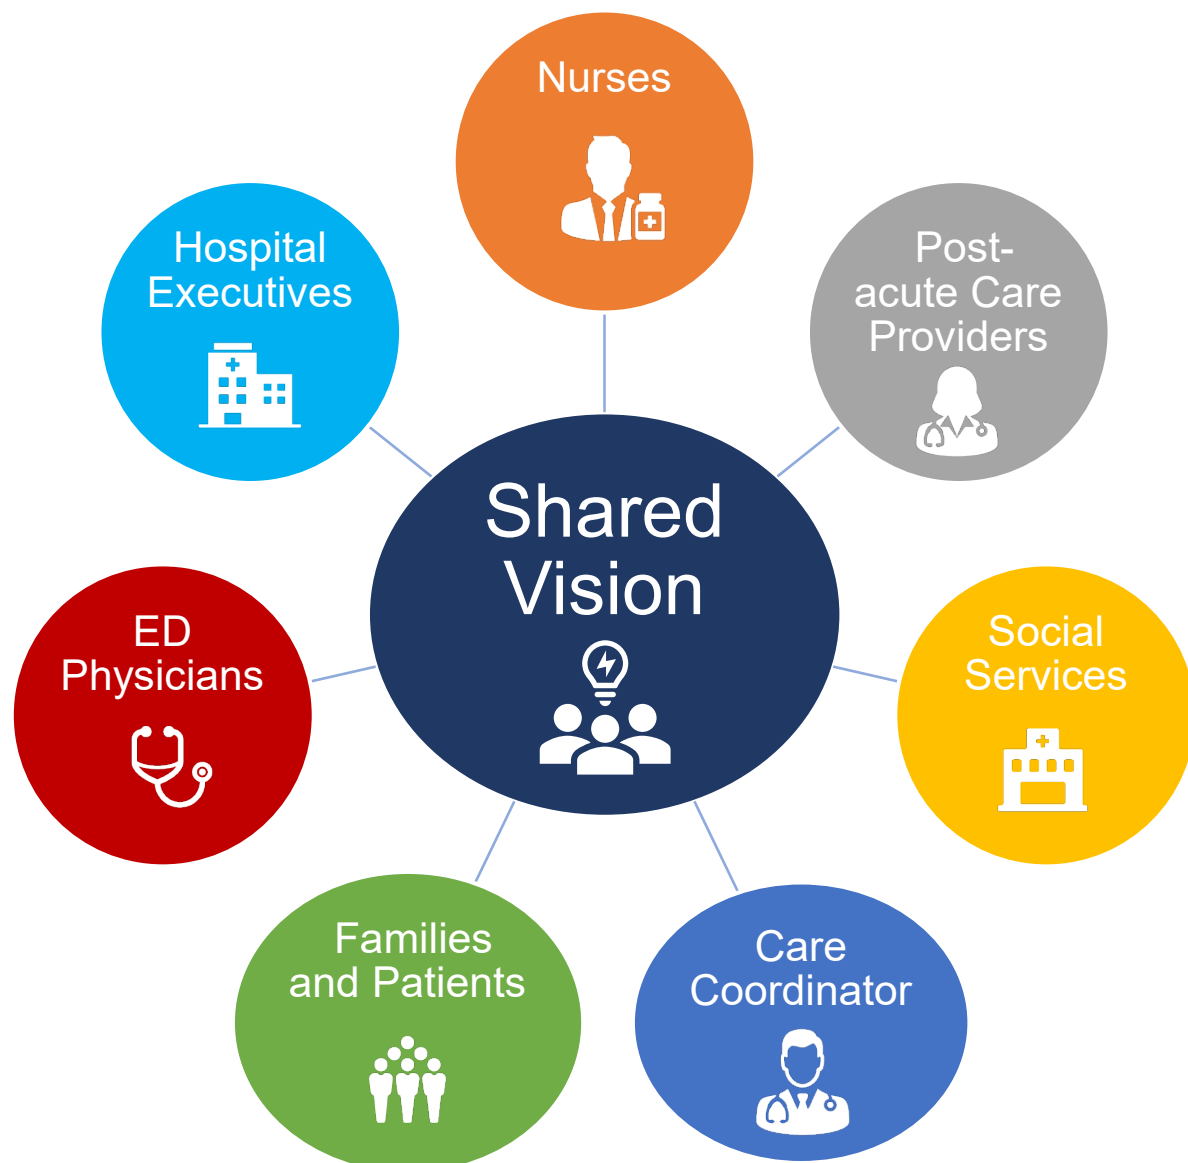 Nurses
Hospital
Executives
Post-
acute Care
Providers
Shared
Vision
ED
Physicians
Social
Services
Families
and Patients
Care
Coordinator